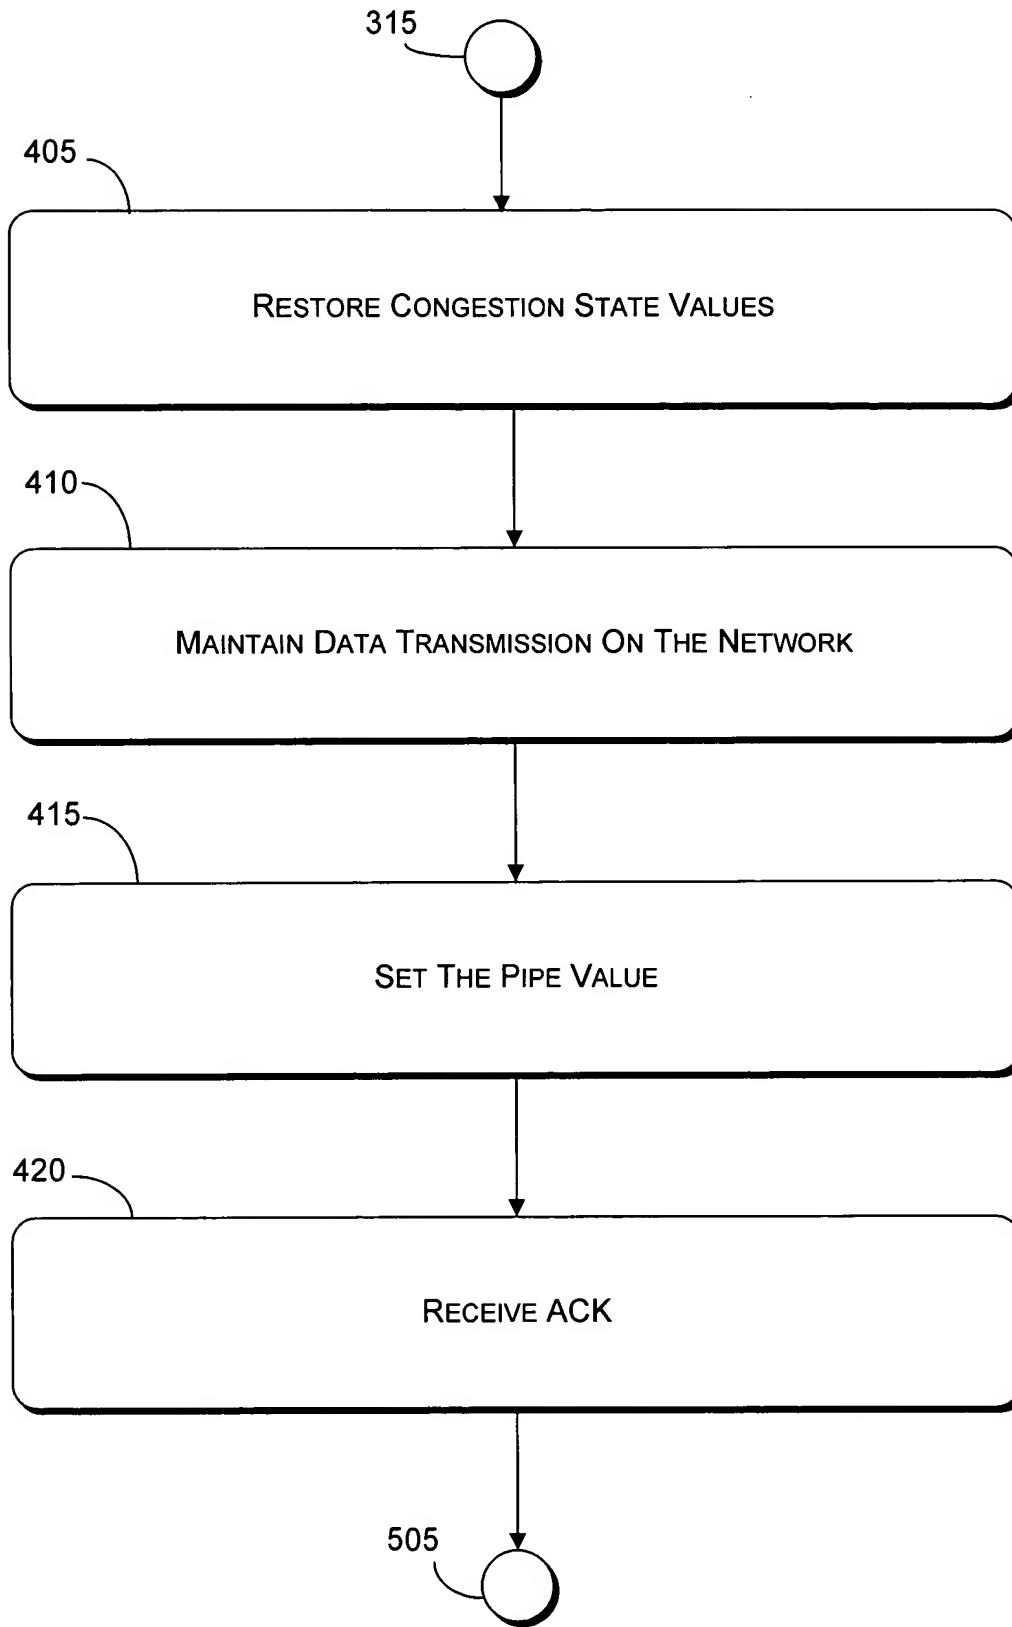 315
405
RESTORE CONGESTION STATE VALUES
410
MAINTAIN DATA TRANSMISSION ON THE NETWORK
415
SET THE PIPE VALUE
420
RECEIVE ACK
505